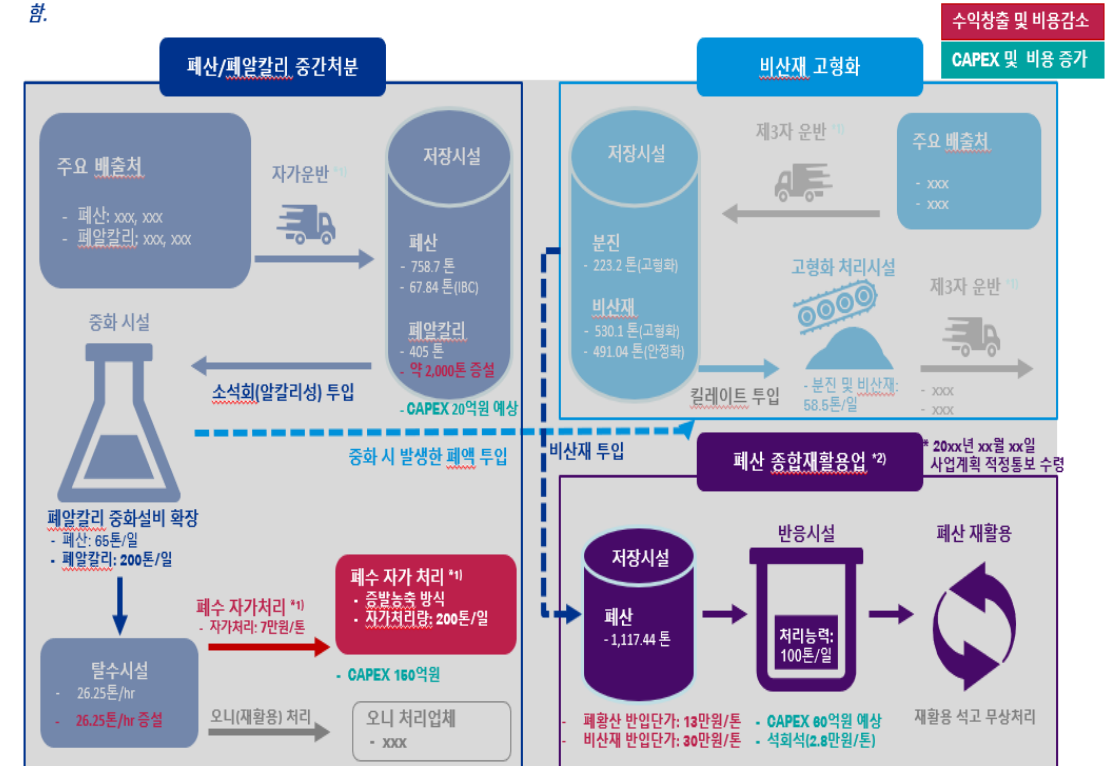 함.
수익창출 및 비용감소
CAPEX 및 비용 증가
폐산/폐알칼리 중간처분
주요 배출처
- 폐산: xxx, xxx
- 폐알칼리: xxx, xxx
자가운반 *1)
저장시설
폐산
- 758.7 톤
- 67.84 톤(IBC)
폐알칼리
- 405 톤
- 약 2,000톤 증설
- CAPEX 20억원 예상
중화 시설
소석회(알칼리성) 투입
중화 시 발생한 폐액 투입
폐알칼리 중화설비 확장
- 폐산: 65톤/일
- 폐알칼리: 200톤/일
폐수 자가처리 *1)
- 자가처리: 7만원/톤
폐수 자가 처리 *1)
• 증발농축 방식
• 자가처리량: 200톤/일
- CAPEX 150억원
탈수시설
- 26.25톤/hr
- 26.25톤/hr 증설
오니(재활용) 처리
오니 처리업체
- xxx
비산재 고형화
저장시설
분진
- 223.2 톤(고형화)
비산재
- 530.1 톤(고형화)
- 491.04 톤(안정화)
제3자 운반 *1)
주요 배출처
- xxx
- xxx
고형화 처리시설
킬레이트 투입
- 분진 및 비산재:
58.5톤/일
제3자 운반 *1)
- xxx
- xxx
비산재 투입
폐산 종합재활용업 *2)
* 20xx년 xx월 xx일
사업계획 적정통보 수령
저장시설
폐산
- 1,117.44 톤
반응시설
처리능력:
100톤/일
폐산 재활용
- 폐황산 반입단가: 13만원/톤
- 비산재 반입단가: 30만원/톤
- CAPEX 60억원 예상
- 석회석(2.8만원/톤)
재활용 석고 무상처리